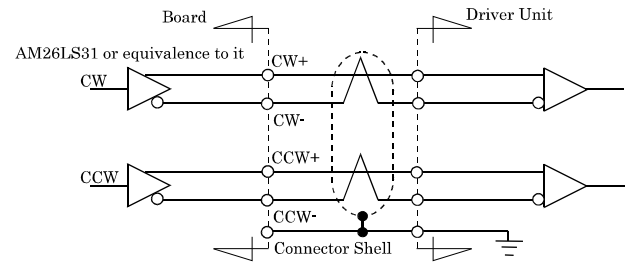 Board
Driver Unit
AM26LS31 or equivalence to it
CW
CW+
CW-
CCW
CCW+
CCW-
Connector Shell